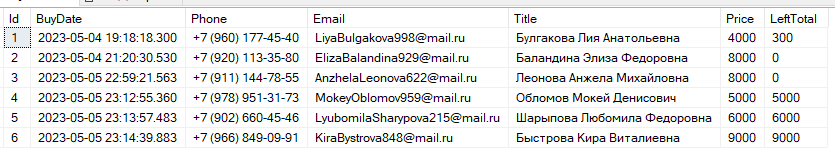 Id BuyDate Phone Email Title Price LeftTotal
1 2023-05-04 19:18:18.300 +7 (960) 177-45-40 LiyaBulgakova998@mail.ru Булгакова Лия Анатольевна 4000 300
2 2023-05-04 21:20:30.530 +7 (920) 113-35-80 ElizaBalandina929@mail.ru Баландина Элиза Федоровна 8000 0
3 2023-05-05 22:59:21.563 +7 (911) 144-78-55 AnzhelaLeonova622@mail.ru Леонова Анжела Михайловна 8000 0
4 2023-05-05 23:12:55.360 +7 (978) 951-31-73 MokeyOblomov959@mail.ru Обломов Мокей Денисович 5000 5000
5 2023-05-05 23:13:57.483 +7 (902) 660-45-46 LyubomilaSharypova215@mail.ru Шарыпова Любомила Федоровна 6000 6000
6 2023-05-05 23:14:39.883 +7 (966) 849-09-91 KiraBystrova848@mail.ru Быстрова Кира Виталиевна 9000 9000